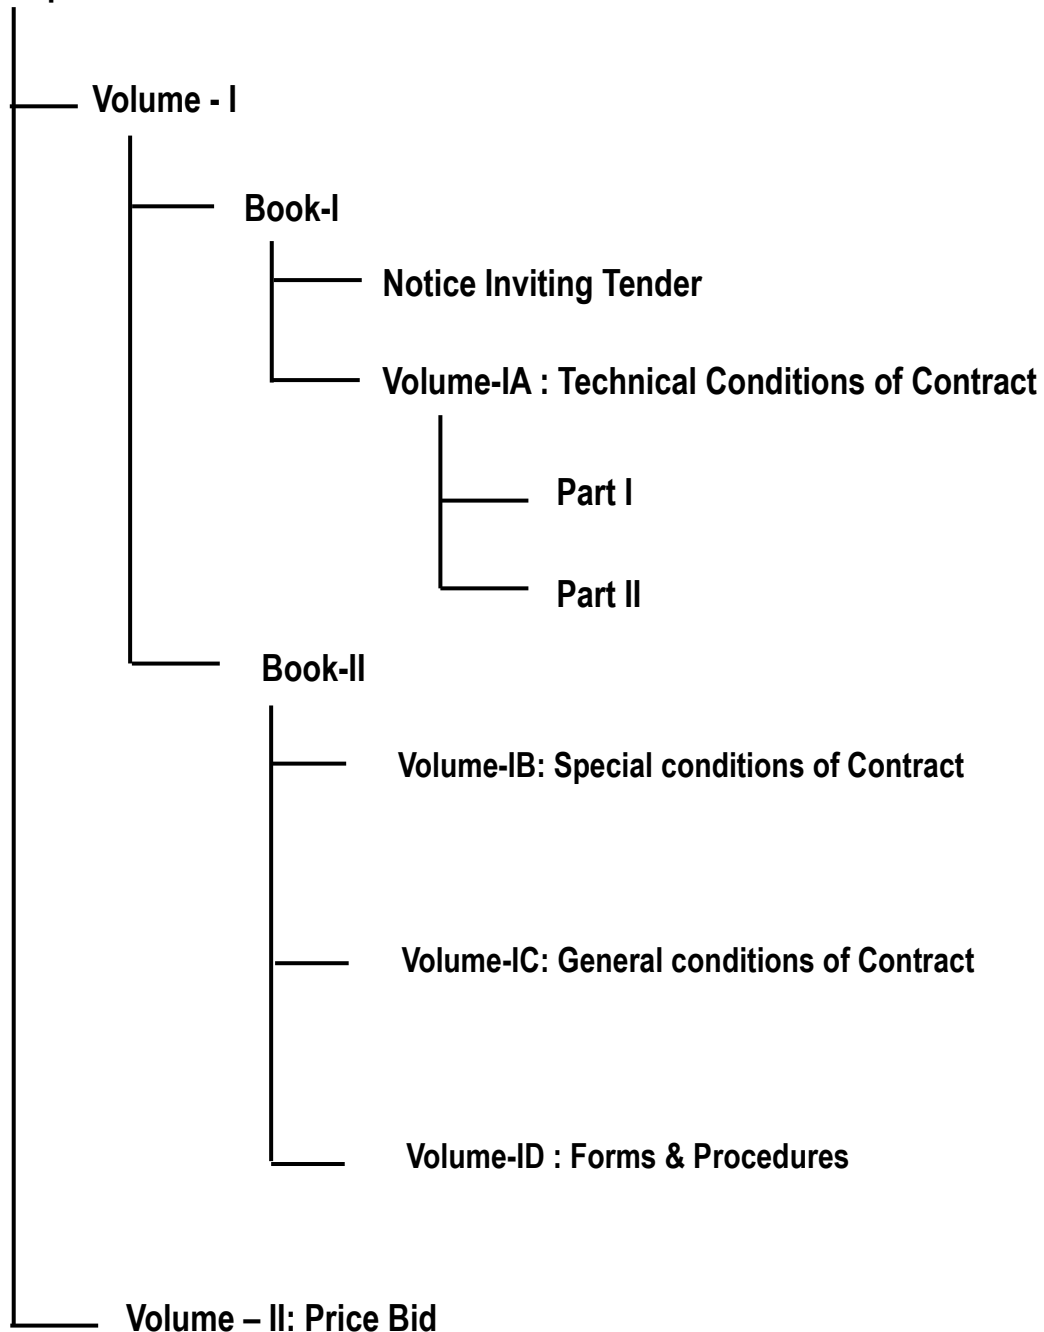 Volume - I
Book-I
Notice Inviting Tender
Volume-IA : Technical Conditions of Contract
Part I
Part II
Book-II
Volume-IB: Special conditions of Contract
Volume-IC: General conditions of Contract
Volume-ID : Forms & Procedures
Volume – II: Price Bid